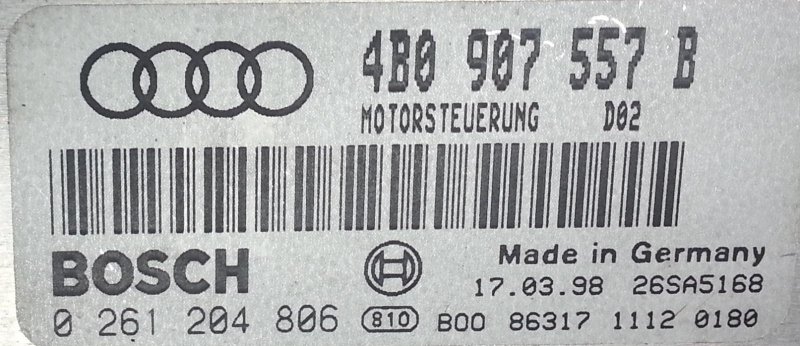 4B0 907 557 B
MOTORSTEUERUNG D02
BOSCH
Made in Germany
17.03.98 26SA5168
0 261 204 806 810 B00 86317 1112 0180